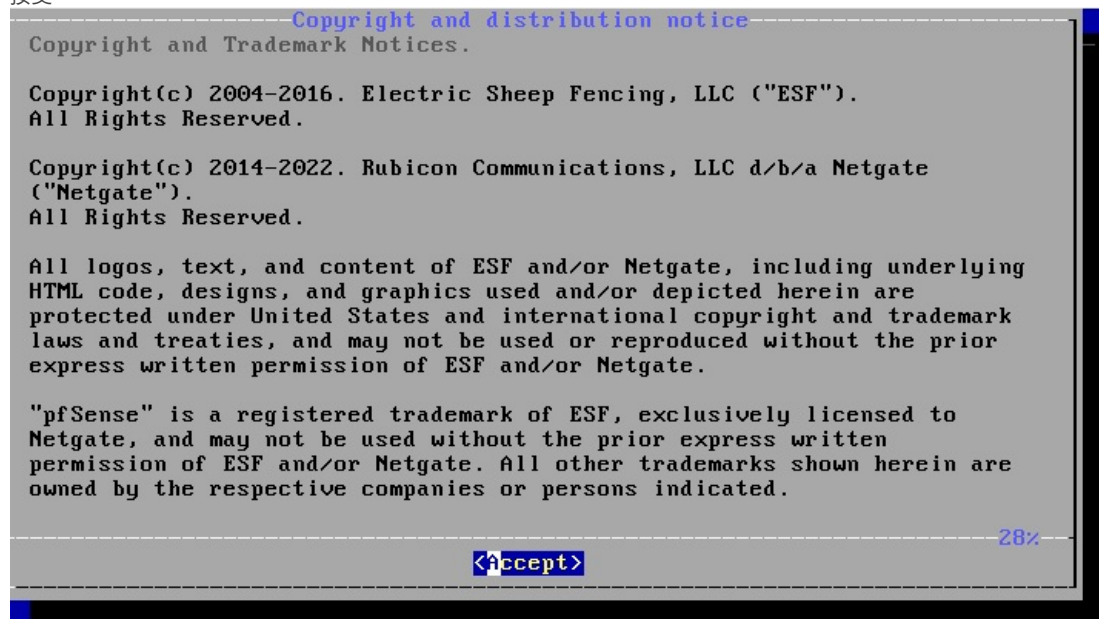 Copyright and distribution notice
Copyright and Trademark Notices.
Copyright(c) 2004-2016. Electric Sheep Fencing, LLC ("ESF").
All Rights Reserved.
Copyright(c) 2014-2022. Rubicon Communications, LLC d/b/a Netgate
("Netgate").
All Rights Reserved.
All logos, text, and content of ESF and/or Netgate, including underlying
HTML code, designs, and graphics used and/or depicted herein are
protected under United States and international copyright and trademark
laws and treaties, and may not be used or reproduced without the prior
express written permission of ESF and/or Netgate.
"pfSense" is a registered trademark of ESF, exclusively licensed to
Netgate, and may not be used without the prior express written
permission of ESF and/or Netgate. All other trademarks shown herein are
owned by the respective companies or persons indicated.
28%
<Accept>